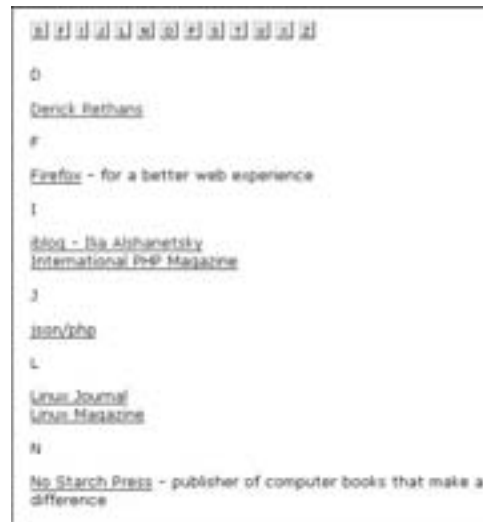 D F I J L N O P S T U X Z
D
Derick Rethans
F
Firefox - for a better web experience
I
iblog - Ilia Alshanetsky
International PHP Magazine
J
json/php
L
Linux Journal
Linux Magazine
N
No Starch Press - publisher of computer books that make a
difference